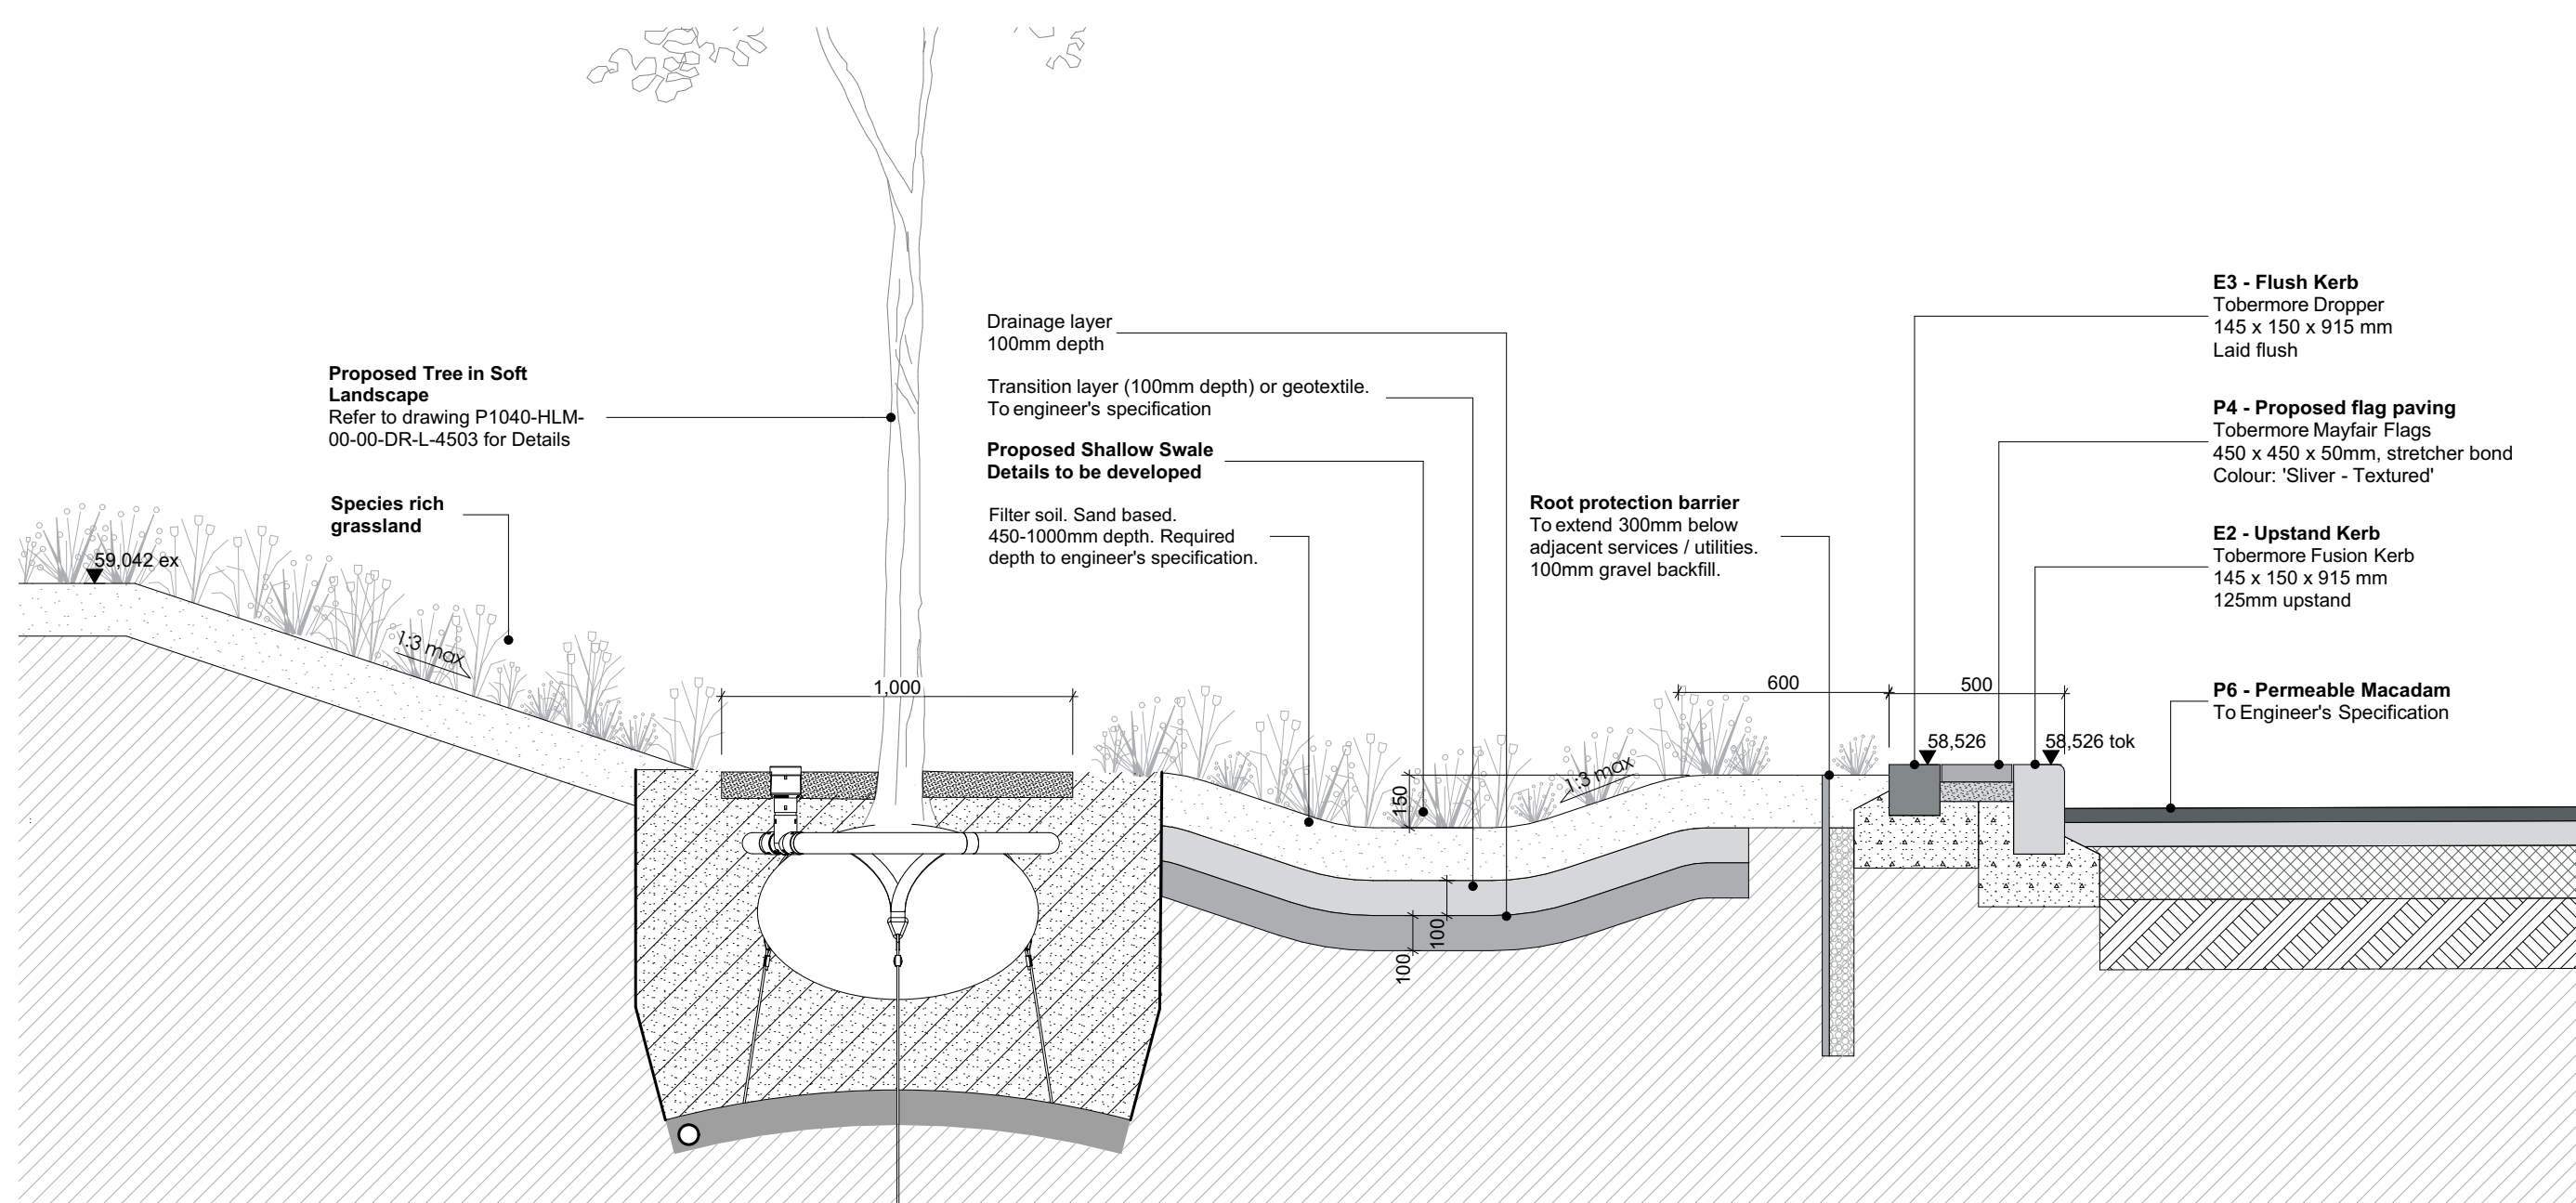 Proposed Tree in Soft
Landscape
Refer to drawing P1040-HLM-
00-00-DR-L-4503 for Details
Species rich
grassland
59,042 ex
1:3 max
1,000
Drainage layer
100mm depth
Transition layer (100mm depth) or geotextile.
To engineer's specification
Proposed Shallow Swale
Details to be developed
Filter soil. Sand based.
450-1000mm depth. Required
depth to engineer's specification.
150
100
100
1:3 max
Root protection barrier
To extend 300mm below
adjacent services / utilities.
100mm gravel backfill.
600
500
58,526
58,526 tok
E3 - Flush Kerb
Tobermore Dropper
145 x 150 x 915 mm
Laid flush
P4 - Proposed flag paving
Tobermore Mayfair Flags
450 x 450 x 50mm, stretcher bond
Colour: 'Sliver - Textured'
E2 - Upstand Kerb
Tobermore Fusion Kerb
145 x 150 x 915 mm
125mm upstand
P6 - Permeable Macadam
To Engineer's Specification